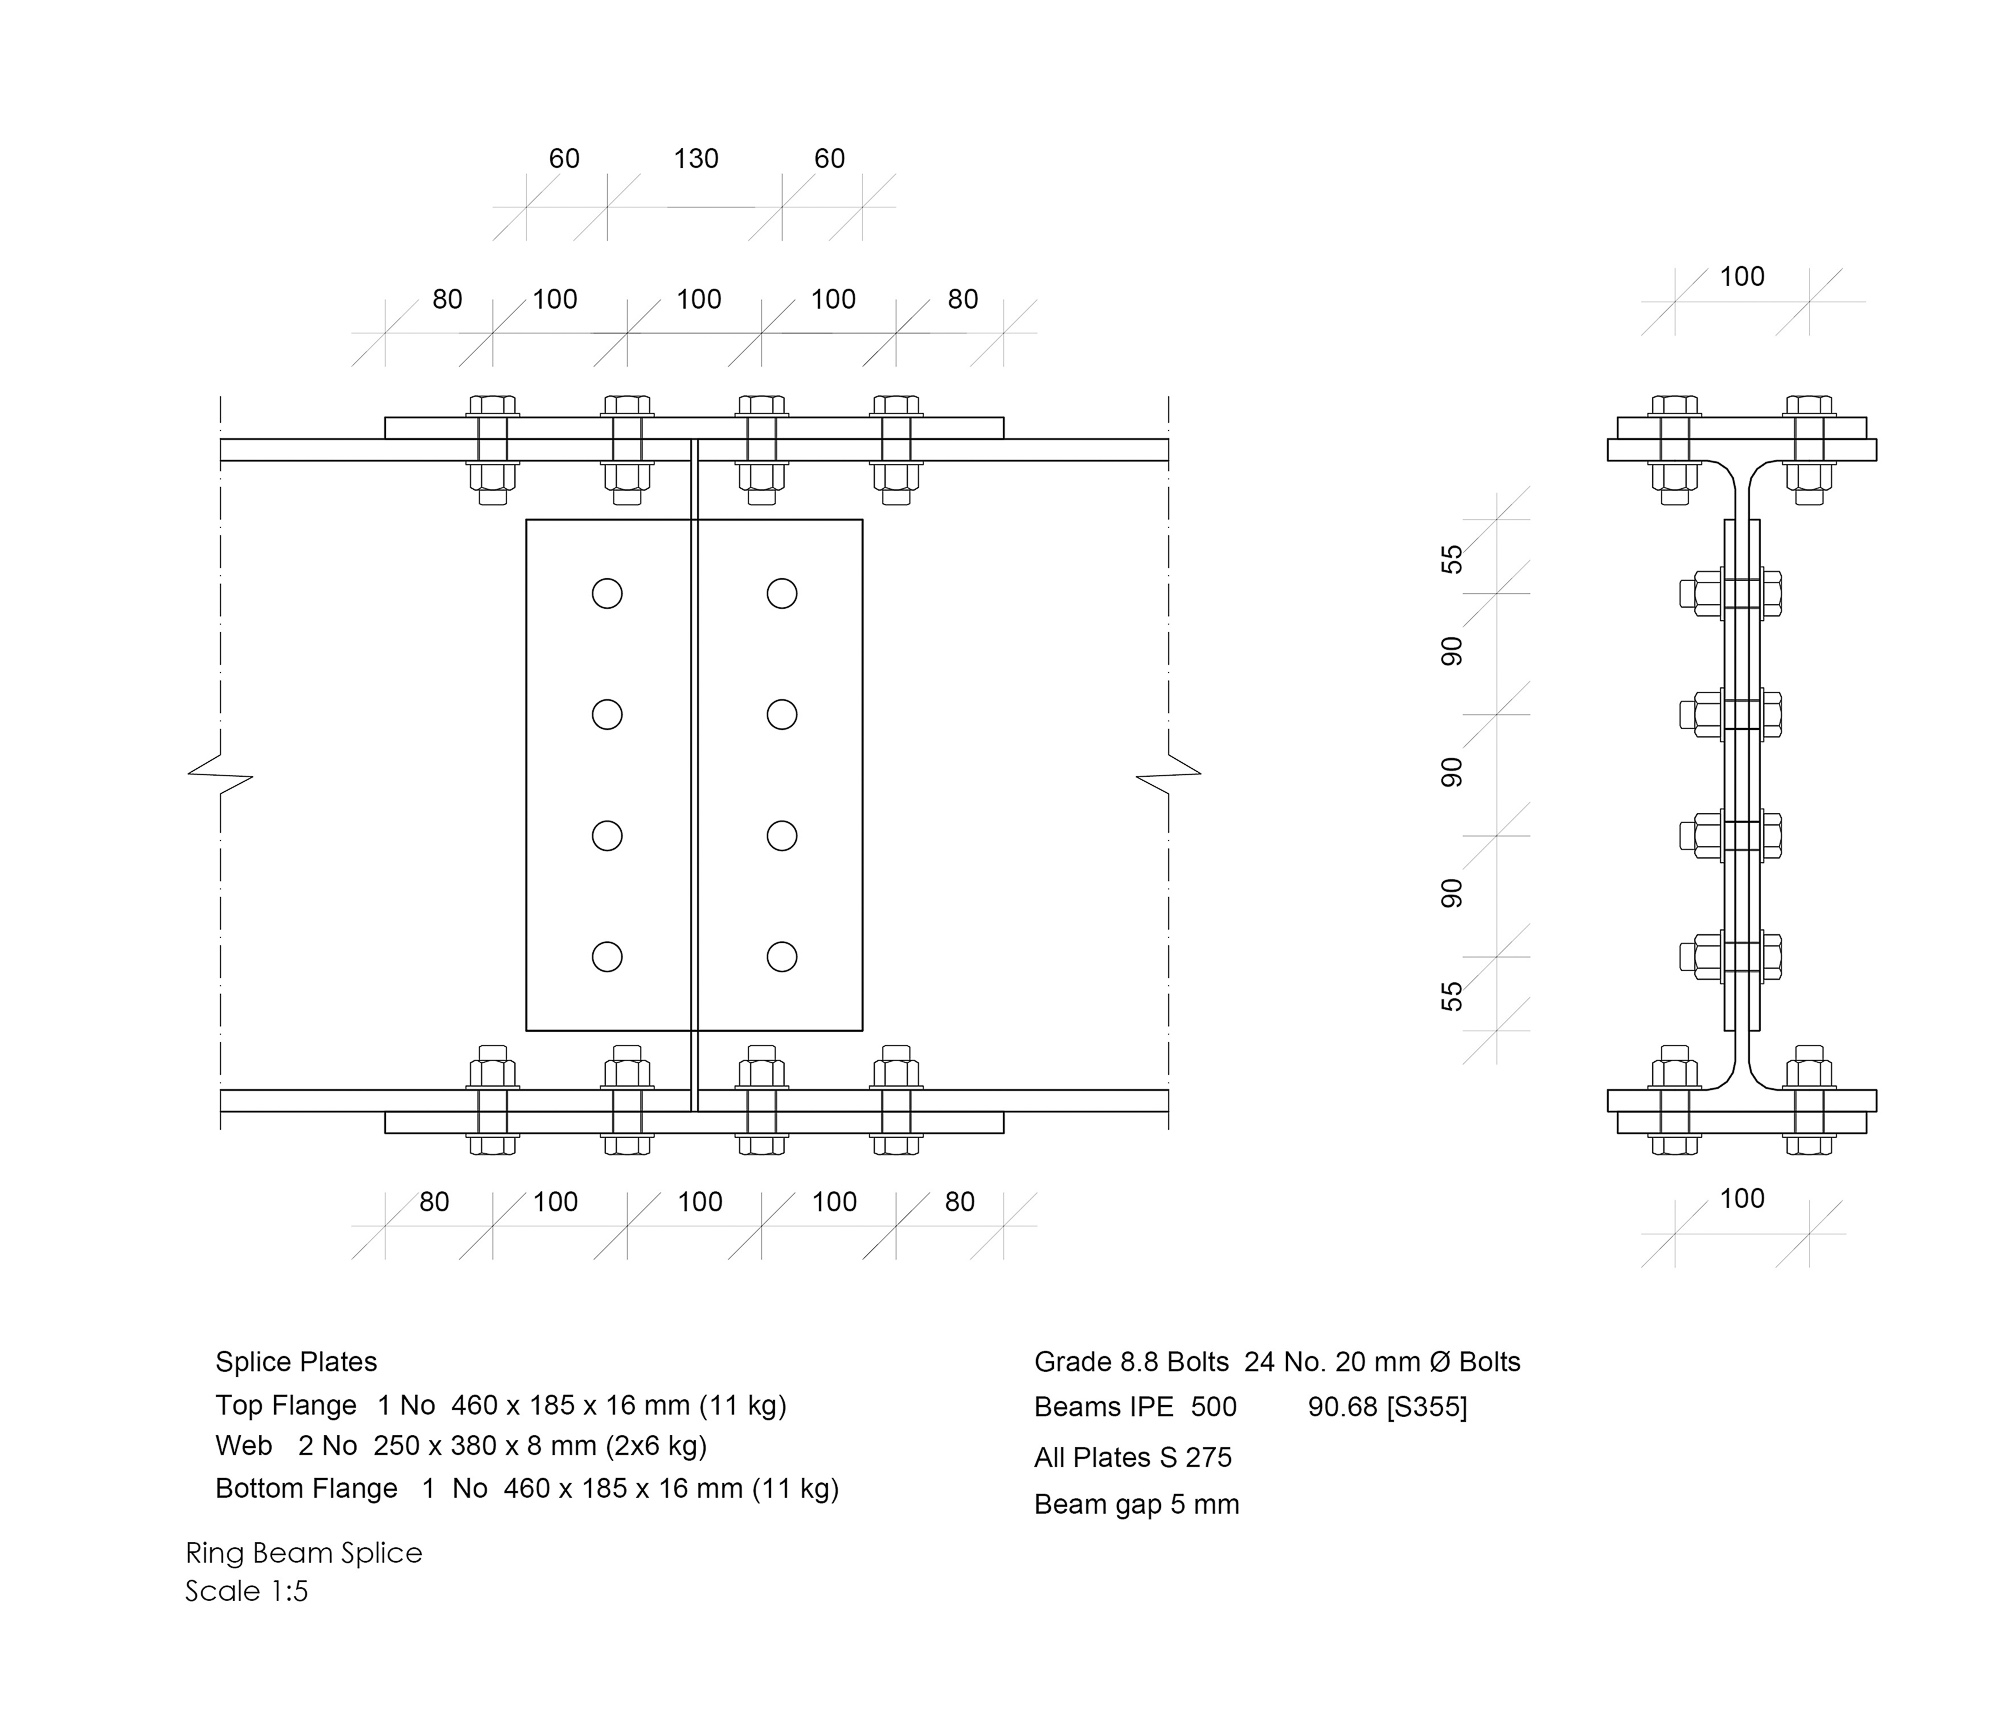 60 130 60
100
80 100 100 100 80
55
90
90
90
55
80 100 100 100 80
100
Splice Plates
Top Flange 1 No 460 x 185 x 16 mm (11 kg)
Web 2 No 250 x 380 x 8 mm (2x6 kg)
Bottom Flange 1 No 460 x 185 x 16 mm (11 kg)
Grade 8.8 Bolts 24 No. 20 mm Ø Bolts
Beams IPE 500 90.68 [S355]
All Plates S 275
Beam gap 5 mm
Ring Beam Splice
Scale 1:5